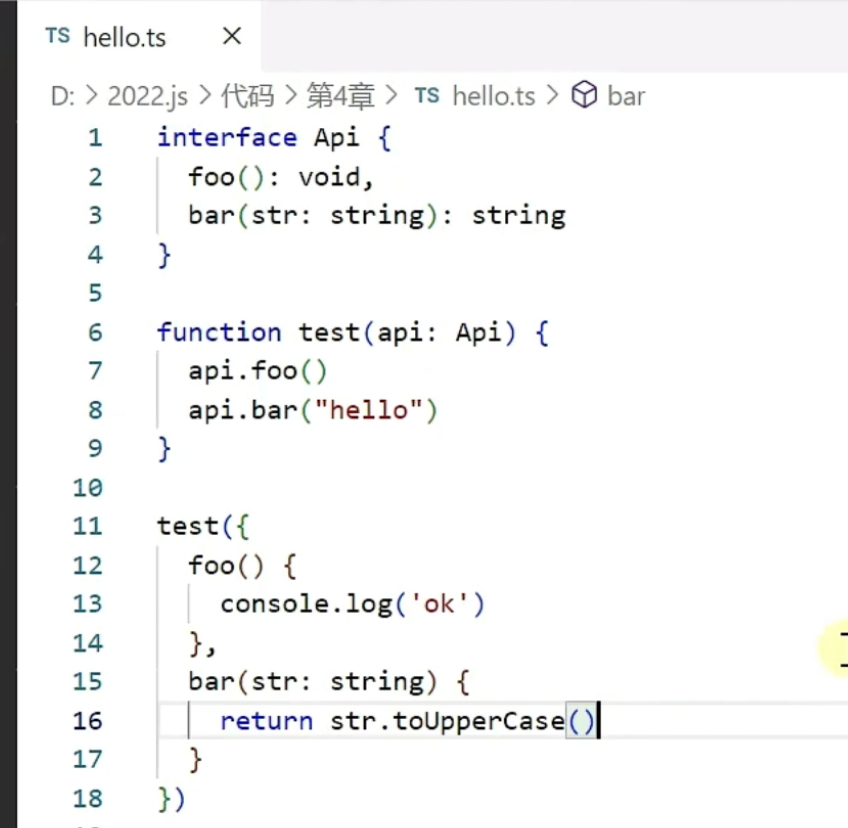 TS hello.ts ×
D: > 2022.js > 代码 > 第4章 > TS hello.ts > bar
1 interface Api {
2 foo(): void,
3 bar(str: string): string
4 }
5
6 function test(api: Api) {
7 api.foo()
8 api.bar("hello")
9 }
10
11 test({
12 foo() {
13 console.log('ok')
14 },
15 bar(str: string) {
16 return str.toUpperCase()
17 }
18 })